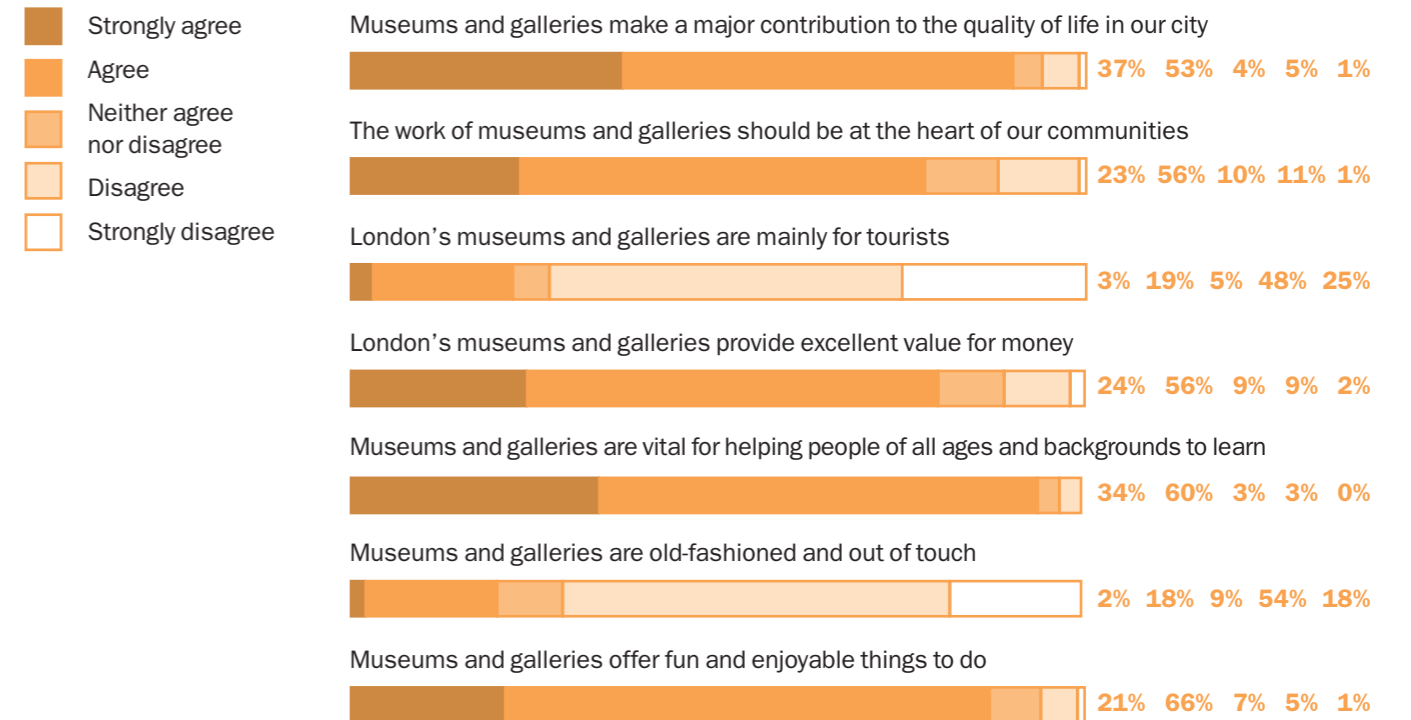 Strongly agree
Agree
Neither agree
nor disagree
Disagree
Strongly disagree
Museums and galleries make a major contribution to the quality of life in our city
37% 53% 4% 5% 1%
The work of museums and galleries should be at the heart of our communities
23% 56% 10% 11% 1%
London’s museums and galleries are mainly for tourists
3% 19% 5% 48% 25%
London’s museums and galleries provide excellent value for money
24% 56% 9% 9% 2%
Museums and galleries are vital for helping people of all ages and backgrounds to learn
34% 60% 3% 3% 0%
Museums and galleries are old-fashioned and out of touch
2% 18% 9% 54% 18%
Museums and galleries offer fun and enjoyable things to do
21% 66% 7% 5% 1%